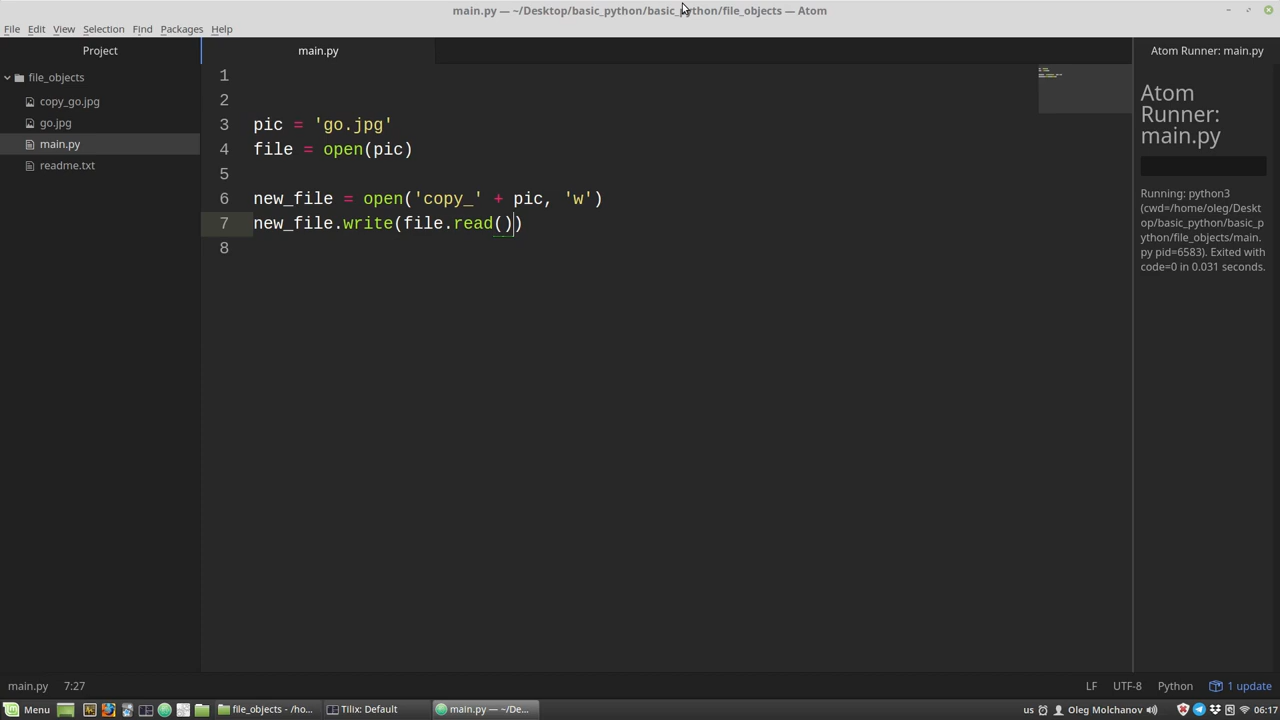 main.py — ~/Desktop/basic_python/basic_python/file_objects — Atom
File Edit View Selection Find Packages Help
Project
main.py
Atom Runner: main.py
file_objects
copy_go.jpg
go.jpg
main.py
readme.txt
1
2
3 pic = 'go.jpg'
4 file = open(pic)
5
6 new_file = open('copy_' + pic, 'w')
7 new_file.write(file.read())
8
Atom
Runner:
main.py
Running: python3
(cwd=/home/oleg/Deskt
op/basic_python/basic_p
ython/file_objects/main.
py pid=6583). Exited with
code=0 in 0.031 seconds.
main.py 7:27
LF UTF-8 Python 1 update
Menu file_objects - /ho... Tilix: Default main.py — ~/De... us Oleg Molchanov 06:17